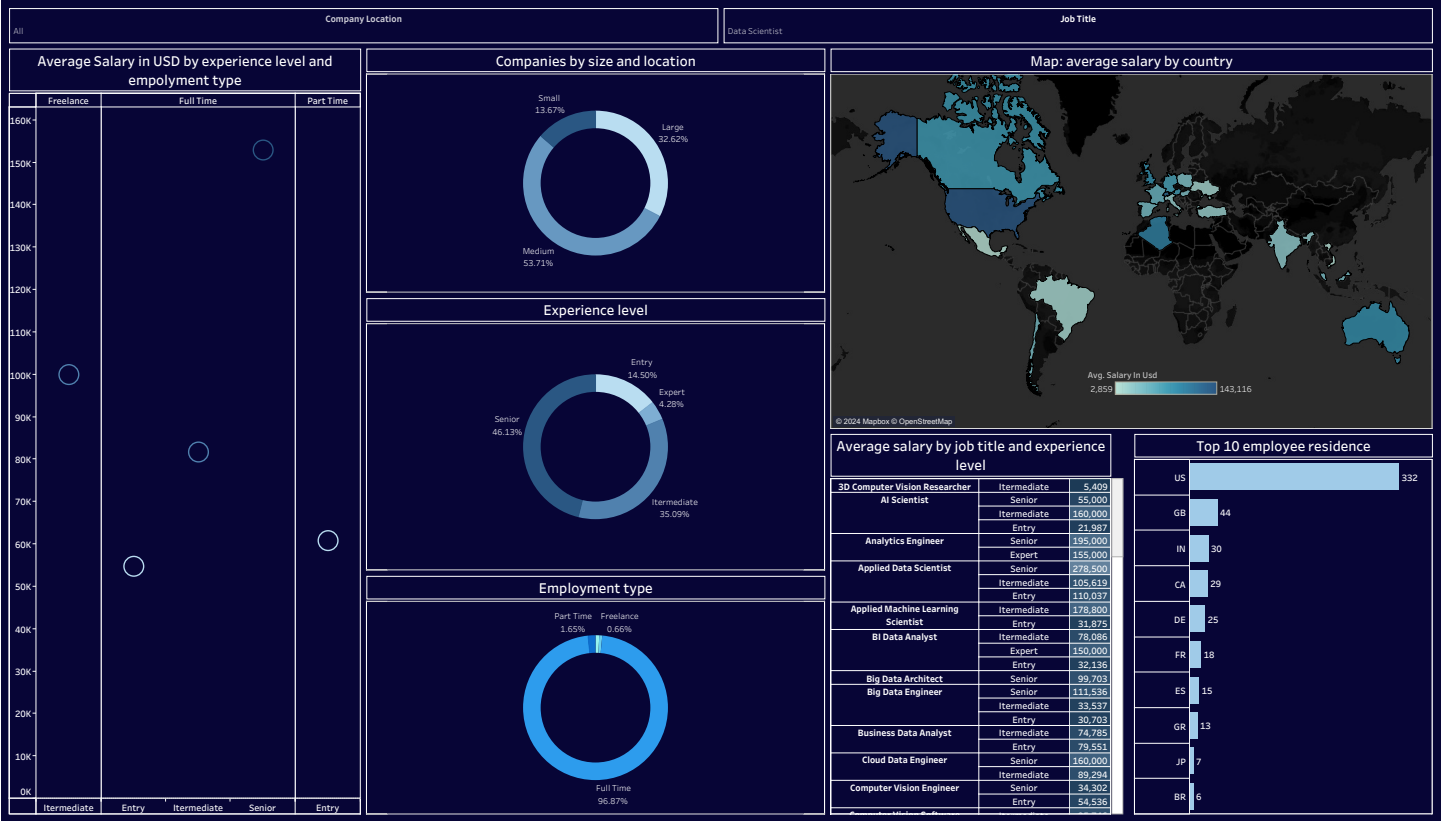 Company Location
All
Job Title
Data Scientist
Average Salary in USD by experience level and
empolyment type
Freelance
Full Time
Part Time
160K
150K
140K
130K
120K
110K
100K
90K
80K
70K
60K
50K
40K
30K
20K
10K
0K
Itermediate
Entry
Itermediate
Senior
Entry
Companies by size and location
Small
13.67%
Large
32.62%
Medium
53.71%
Experience level
Entry
14.50%
Expert
4.28%
Senior
46.13%
Itermediate
35.09%
Employment type
Part Time
1.65%
Freelance
0.66%
Full Time
96.87%
Map: average salary by country
Avg. Salary In Usd
2,859 143,116
© 2024 Mapbox © OpenStreetMap
Average salary by job title and experience
level
3D Computer Vision Researcher Itermediate 5,409
AI Scientist Senior 55,000
Itermediate 160,000
Entry 21,987
Analytics Engineer Senior 195,000
Expert 155,000
Applied Data Scientist Senior 278,500
Itermediate 105,619
Entry 110,037
Applied Machine Learning Itermediate 178,800
Scientist Entry 31,875
BI Data Analyst Itermediate 78,086
Expert 150,000
Entry 32,136
Big Data Architect Senior 99,703
Big Data Engineer Senior 111,536
Itermediate 33,537
Entry 30,703
Business Data Analyst Itermediate 74,785
Entry 79,551
Cloud Data Engineer Senior 160,000
Itermediate 89,294
Computer Vision Engineer Senior 34,302
Entry 54,536
Top 10 employee residence
US 332
GB 44
IN 30
CA 29
DE 25
FR 18
ES 15
GR 13
JP 7
BR 6